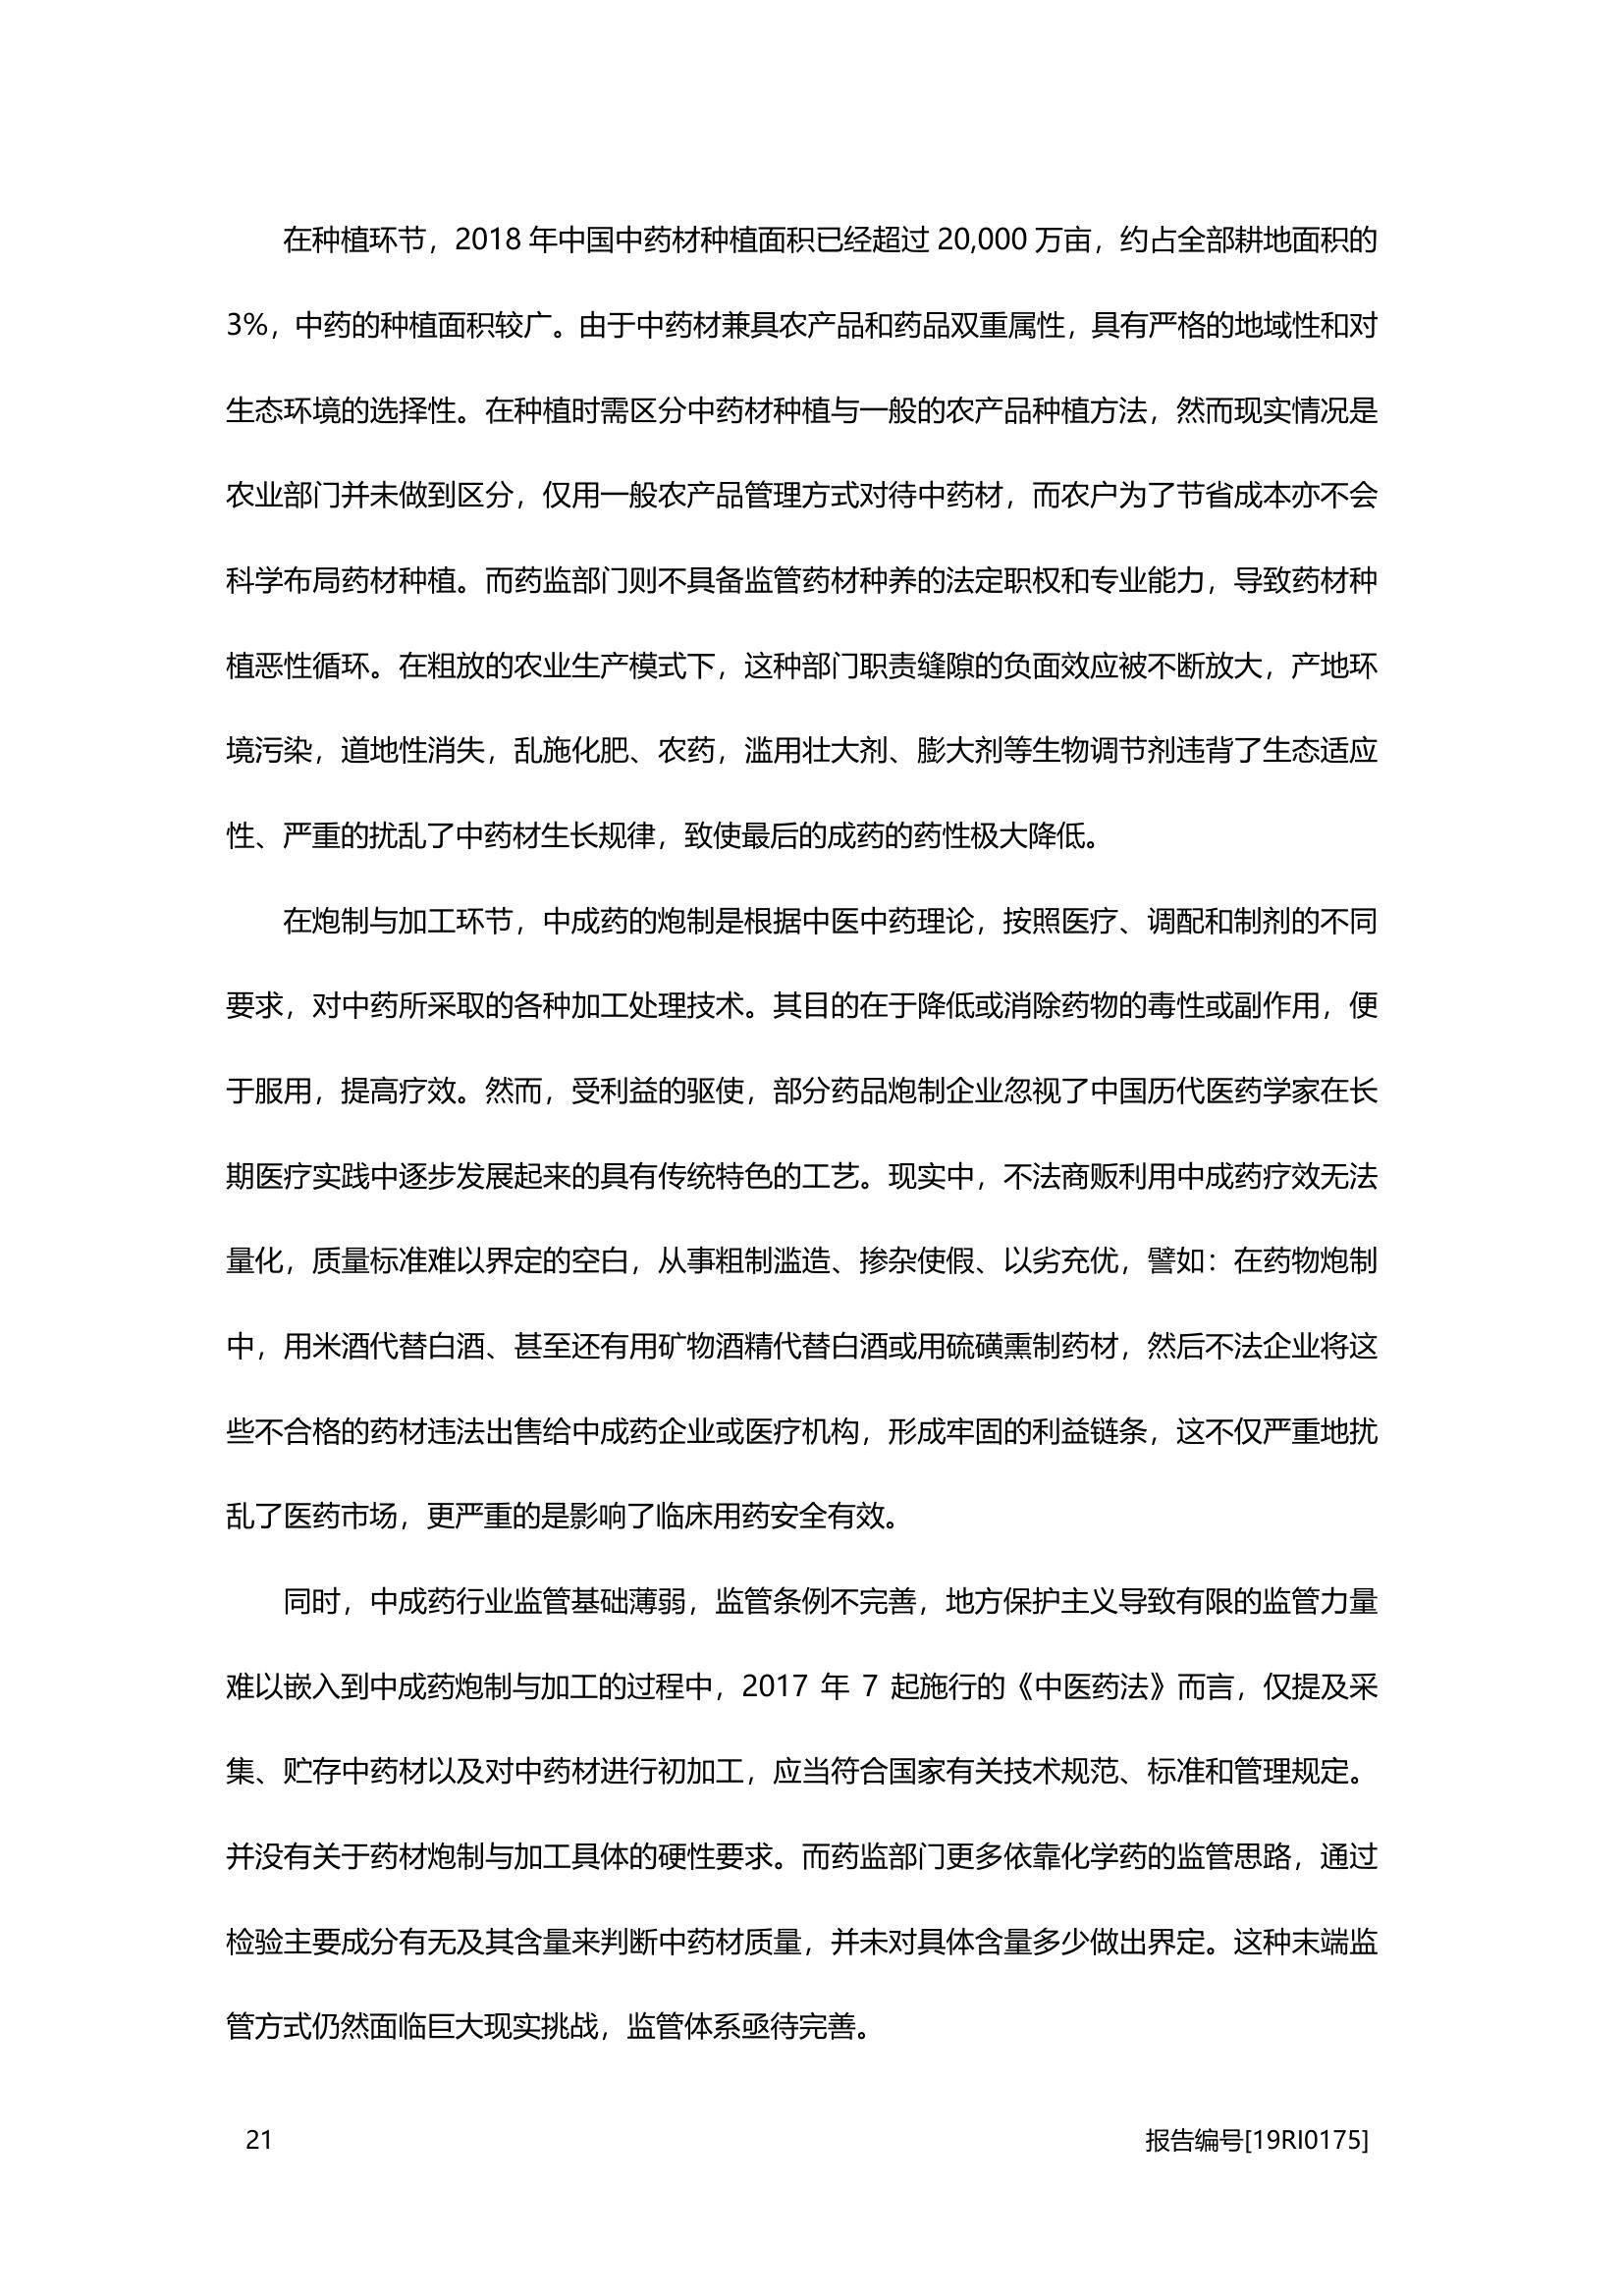 在种植环节，2018 年中国中药材种植面积已经超过 20,000 万亩，约占全部耕地面积的
3%，中药的种植面积较广。由于中药材兼具农产品和药品双重属性，具有严格的地域性和对
生态环境的选择性。在种植时需区分中药材种植与一般的农产品种植方法，然而现实情况是
农业部门并未做到区分，仅用一般农产品管理方式对待中药材，而农户为了节省成本亦不会
科学布局药材种植。而药监部门则不具备监管药材种养的法定职权和专业能力，导致药材种
植恶性循环。在粗放的农业生产模式下，这种部门职责缝隙的负面效应被不断放大，产地环
境污染，道地性消失，乱施化肥、农药，滥用壮大剂、膨大剂等生物调节剂违背了生态适应
性、严重的扰乱了中药材生长规律，致使最后的成药的药性极大降低。
在炮制与加工环节，中成药的炮制是根据中医中药理论，按照医疗、调配和制剂的不同
要求，对中药所采取的各种加工处理技术。其目的在于降低或消除药物的毒性或副作用，便
于服用，提高疗效。然而，受利益的驱使，部分药品炮制企业忽视了中国历代医药学家在长
期医疗实践中逐步发展起来的具有传统特色的工艺。现实中，不法商贩利用中成药疗效无法
量化，质量标准难以界定的空白，从事粗制滥造、掺杂使假、以劣充优，譬如：在药物炮制
中，用米酒代替白酒、甚至还有用矿物酒精代替白酒或用硫磺熏制药材，然后不法企业将这
些不合格的药材违法出售给中成药企业或医疗机构，形成牢固的利益链条，这不仅严重地扰
乱了医药市场，更严重的是影响了临床用药安全有效。
同时，中成药行业监管基础薄弱，监管条例不完善，地方保护主义导致有限的监管力量
难以嵌入到中成药炮制与加工的过程中，2017 年 7 起施行的《中医药法》而言，仅提及采
集、贮存中药材以及对中药材进行初加工，应当符合国家有关技术规范、标准和管理规定。
并没有关于药材炮制与加工具体的硬性要求。而药监部门更多依靠化学药的监管思路，通过
检验主要成分有无及其含量来判断中药材质量，并未对具体含量多少做出界定。这种末端监
管方式仍然面临巨大现实挑战，监管体系亟待完善。
21 报告编号[19RI0175]